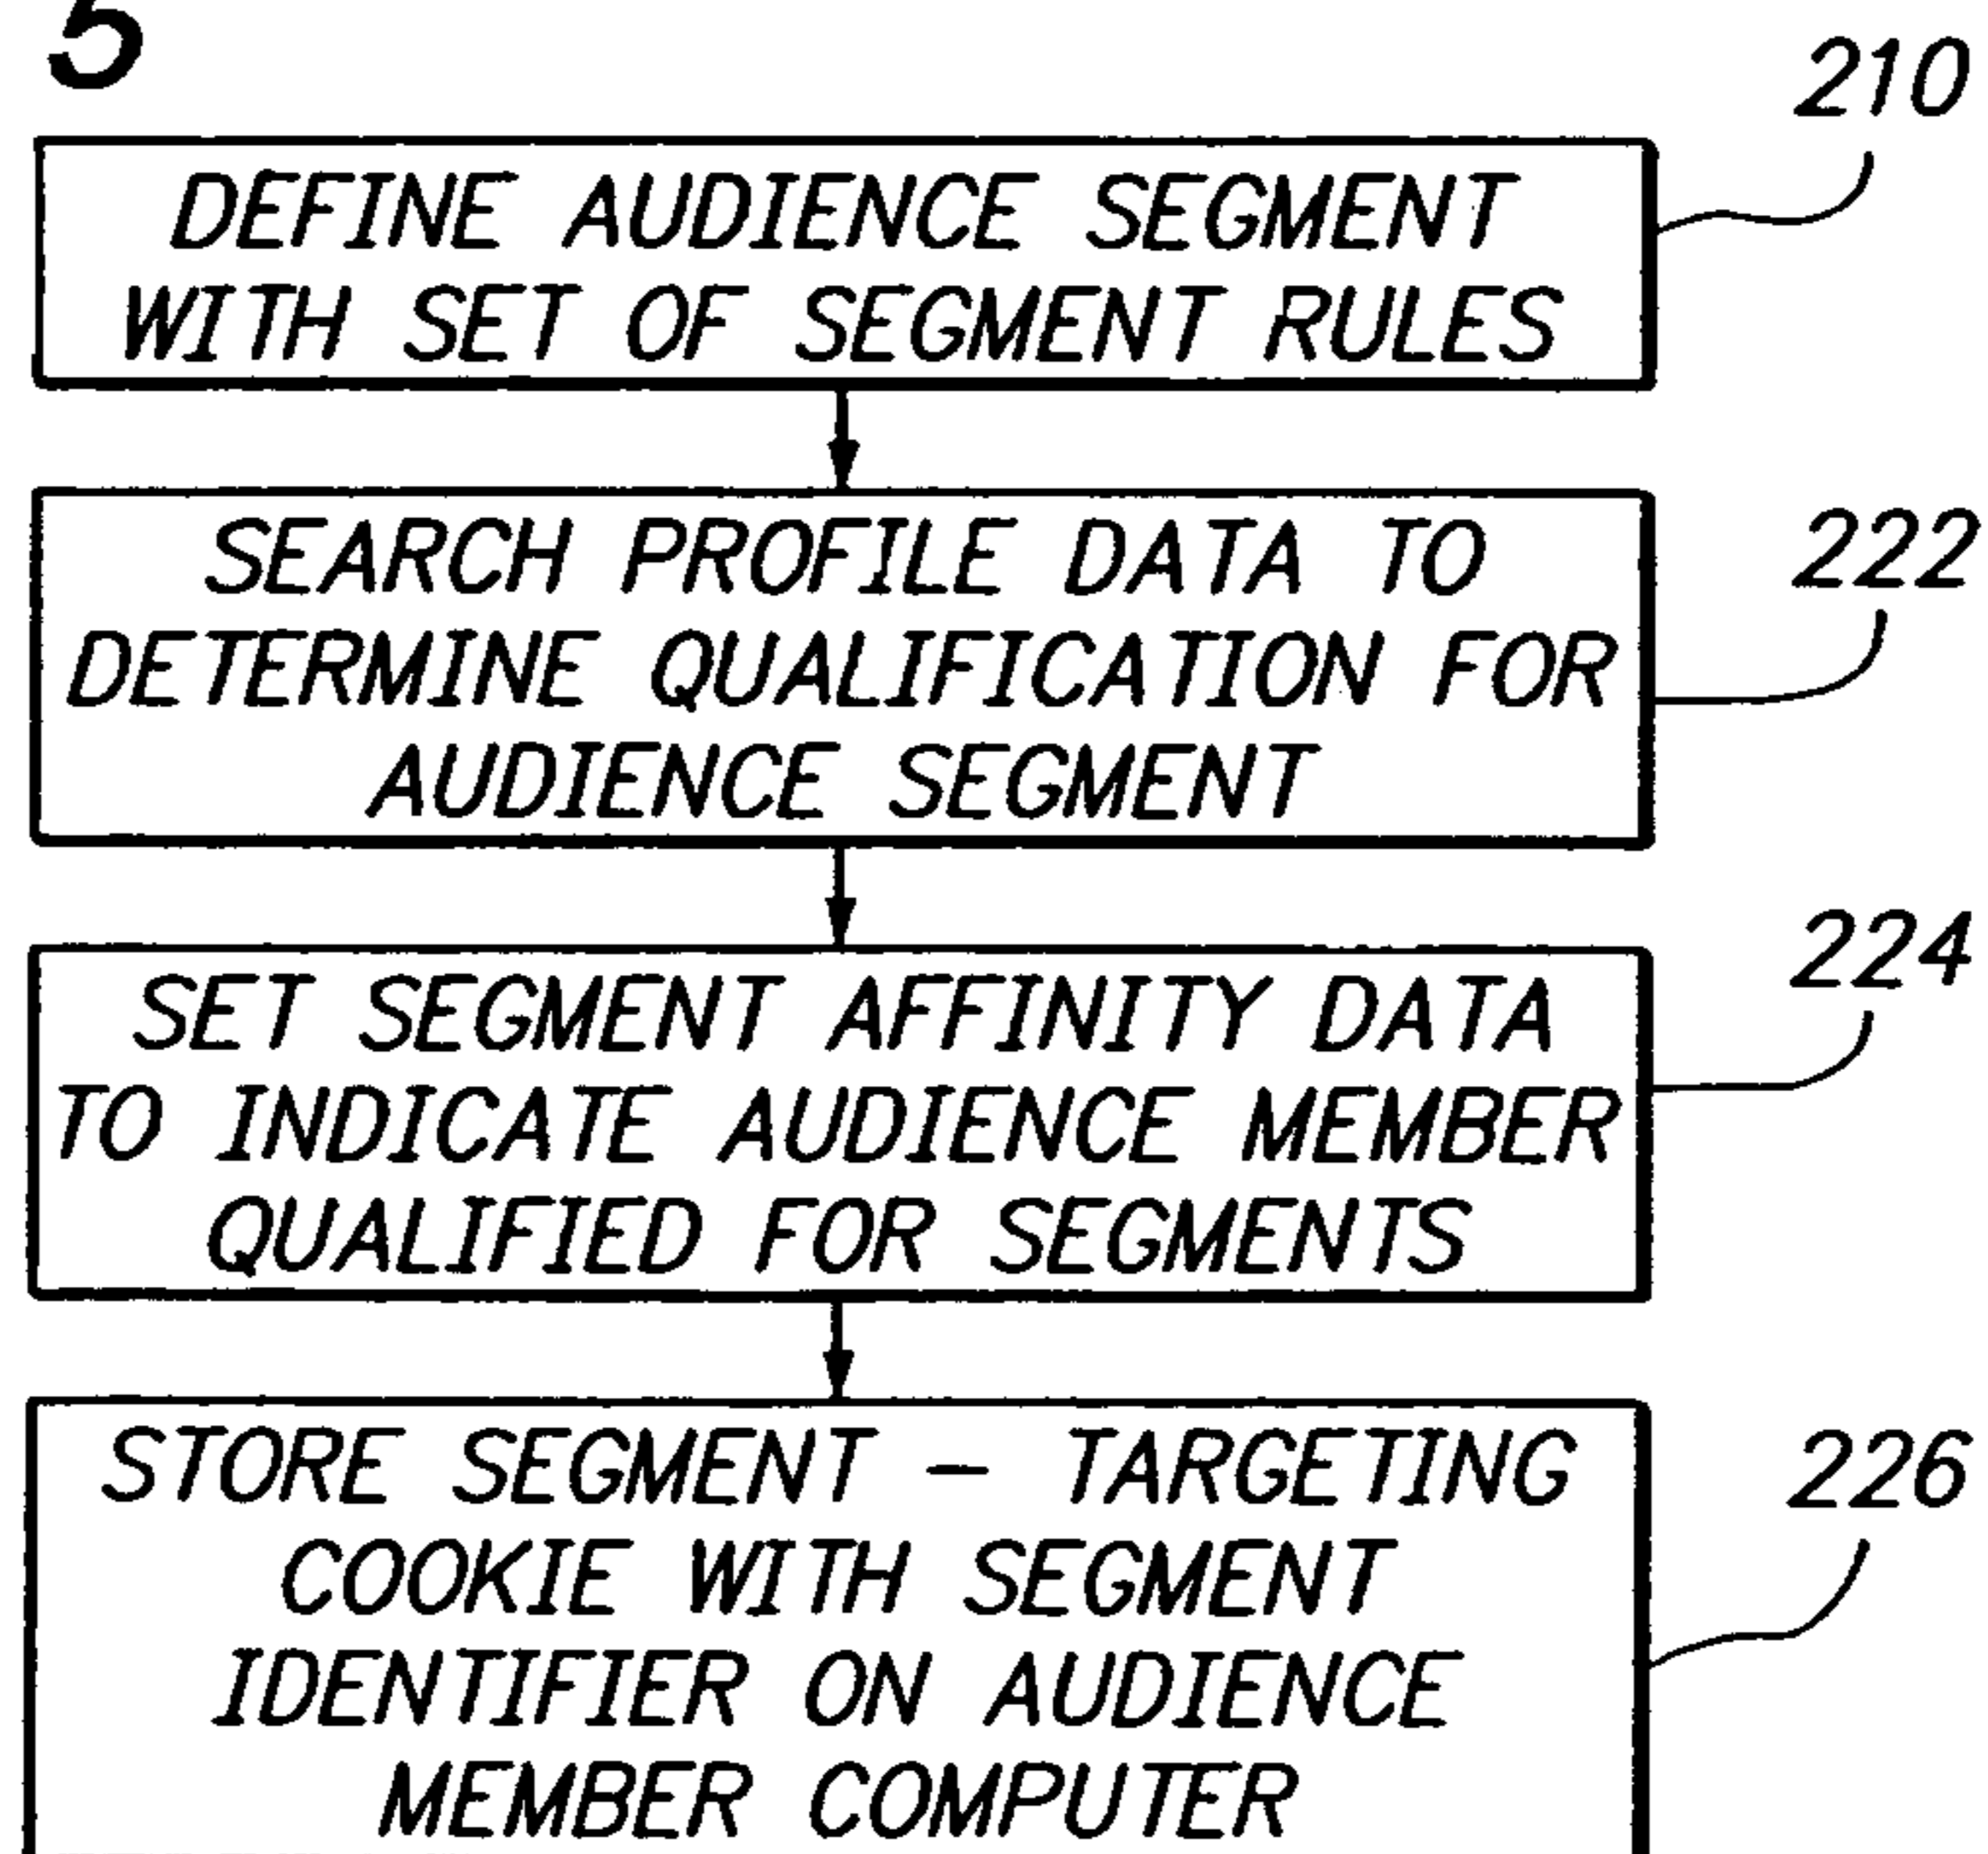 5
210
DEFINE AUDIENCE SEGMENT
WITH SET OF SEGMENT RULES
222
SEARCH PROFILE DATA TO
DETERMINE QUALIFICATION FOR
AUDIENCE SEGMENT
224
SET SEGMENT AFFINITY DATA
TO INDICATE AUDIENCE MEMBER
QUALIFIED FOR SEGMENTS
226
STORE SEGMENT - TARGETING
COOKIE WITH SEGMENT
IDENTIFIER ON AUDIENCE
MEMBER COMPUTER